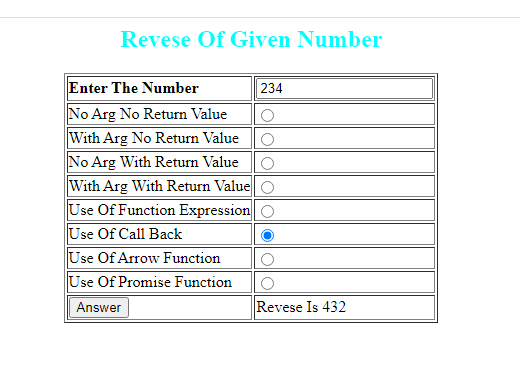 Revese Of Given Number
Enter The Number 234
No Arg No Return Value
With Arg No Return Value
No Arg With Return Value
With Arg With Return Value
Use Of Function Expression
Use Of Call Back
Use Of Arrow Function
Use Of Promise Function
Answer Revese Is 432